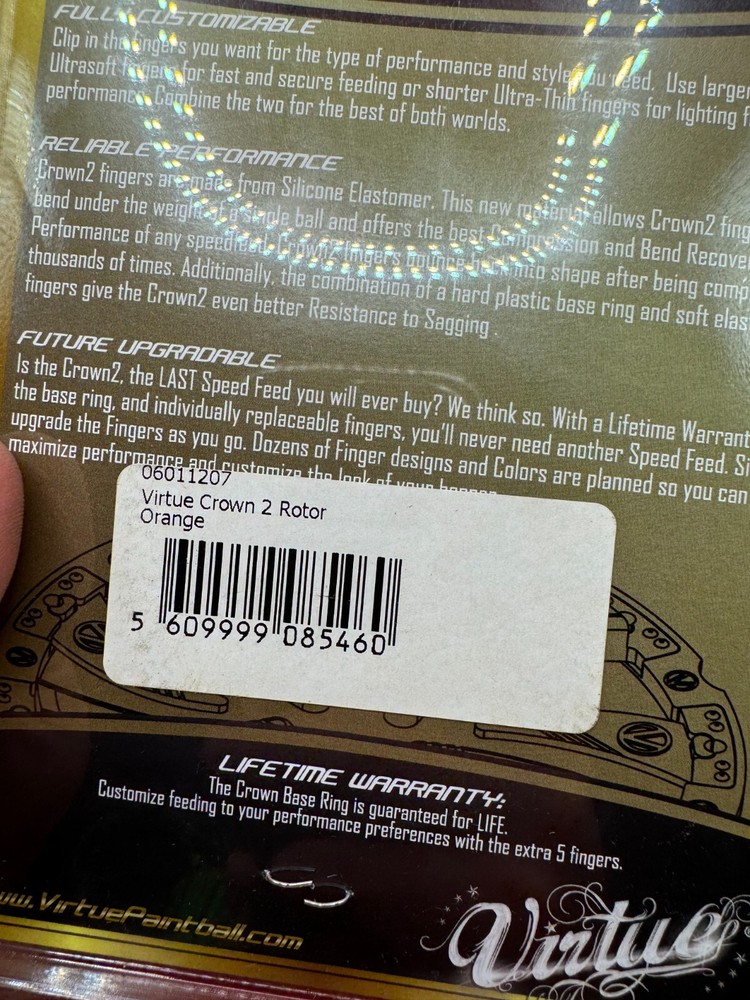 FULLY CUSTOMIZABLE
Clip in the fingers you want for the type of performance and style you need. Use larger
Ultrasoft fingers for fast and secure feeding or shorter Ultra-Thin fingers for lighting f
performance. Combine the two for the best of both worlds.
RELIABLE PERFORMANCE
Crown2 fingers are made from Silicone Elastomer. This new material allows Crown2 fing
bend under the weight of a single ball and offers the best Compression and Bend Recove
Performance of any speedfeed. Crown2 fingers bounce back into shape after being comp
thousands of times. Additionally, the combination of a hard plastic base ring and soft elas
fingers give the Crown2 even better Resistance to Sagging .
FUTURE UPGRADABLE
Is the Crown2, the LAST Speed Feed you will ever buy? We think so. With a Lifetime Warrant
the base ring, and individually replaceable fingers, you'll never need another Speed Feed. Si
upgrade the Fingers as you go. Dozens of Finger designs and Colors are planned so you can
maximize performance and customize the look of your hopper.
06011207
Virtue Crown 2 Rotor
Orange
5 609999 085460
LIFETIME WARRANTY:
The Crown Base Ring is guaranteed for LIFE.
Customize feeding to your performance preferences with the extra 5 fingers.
ww.VirtuePaintball.com
Virtue®